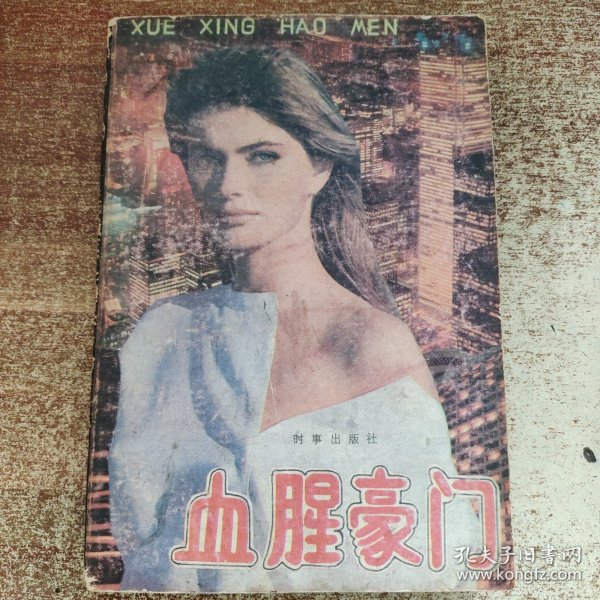 XUE XING HAO MEN
时事出版社
血腥豪门
孔夫子旧书网
www.kongfz.com